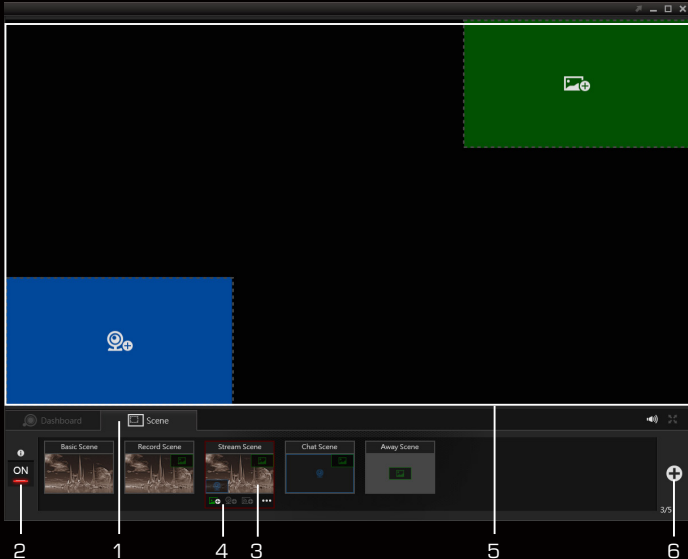 Dashboard
Scene
Basic Scene
Record Scene
Stream Scene
Chat Scene
Away Scene
ON
3/5
2
1
4
3
5
6